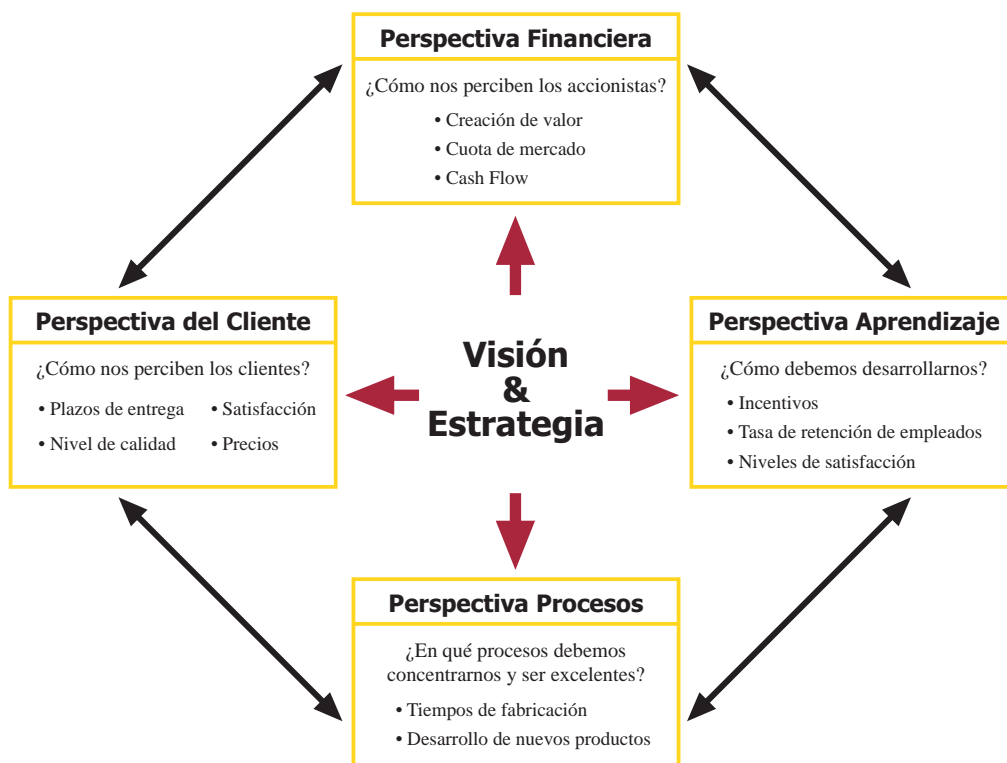 Perspectiva Financiera
¿Cómo nos perciben los accionistas?
• Creación de valor
• Cuota de mercado
• Cash Flow
Perspectiva del Cliente
¿Cómo nos perciben los clientes?
• Plazos de entrega • Satisfacción
• Nivel de calidad • Precios
Visión
&
Estrategia
Perspectiva Aprendizaje
¿Cómo debemos desarrollarnos?
• Incentivos
• Tasa de retención de empleados
• Niveles de satisfacción
Perspectiva Procesos
¿En qué procesos debemos
concentrarnos y ser excelentes?
• Tiempos de fabricación
• Desarrollo de nuevos productos